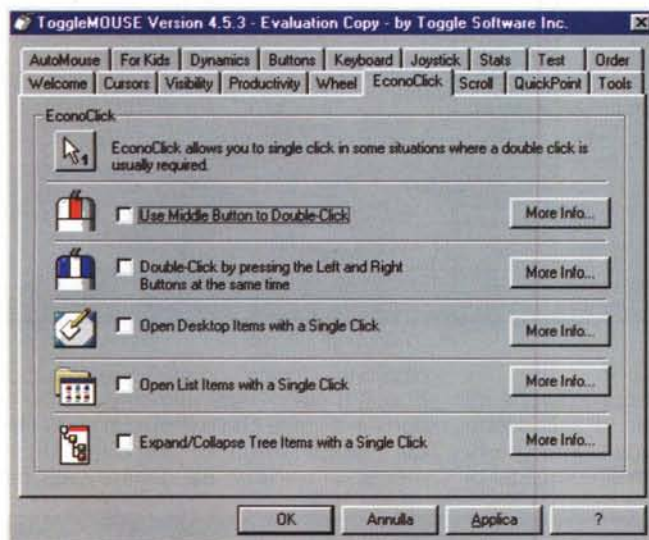 ToggleMOUSE Version 4.5.3 - Evaluation Copy - by Toggle Software Inc.
AutoMouse For Kids Dynamics Buttons Keyboard Joystick Stats Test Order
Welcome Cursors Visibility Productivity Wheel EconoClick Scroll QuickPoint Tools
EconoClick
1
EconoClick allows you to single click in some situations where a double click is
usually required.
Use Middle Button to Double-Click More Info...
Double-Click by pressing the Left and Right
Buttons at the same time More Info...
Open Desktop Items with a Single Click More Info...
Open List Items with a Single Click More Info...
Expand/Collapse Tree Items with a Single Click More Info...
OK Annulla Applica ?